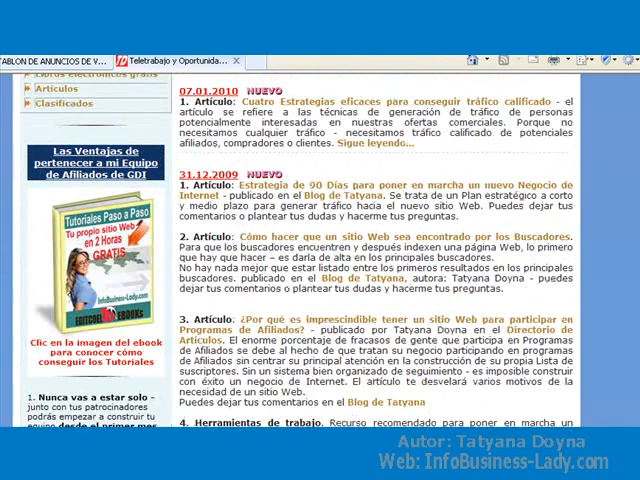 TABLON DE ANUNCIOS DE V...
Teletrabajo y Oportunida...
Libros electronicos gratis
Artículos
Clasificados
Las Ventajas de
pertenecer a mi Equipo
de Afiliados de GDI
Tutoriales Paso a Paso
Tu propio sitio Web
en 2 Horas
GRATIS
InfoBusiness-Lady.com
EDITCOEL EBOOKS
Clic en la imagen del ebook
para conocer cómo
conseguir los Tutoriales
1. Nunca vas a estar solo -
junto con tus patrocinadores
podrás empezar a construir tu
equipo desde el primer mes
07.01.2010 NUEVO
1. Artículo: Cuatro Estrategias eficaces para conseguir tráfico calificado - el
artículo se refiere a las técnicas de generación de tráfico de personas
potencialmente interesadas en nuestras ofertas comerciales. Porque no
necesitamos cualquier tráfico - necesitamos tráfico calificado de potenciales
afiliados, compradores o clientes. Sigue leyendo...
31.12.2009 NUEVO
1. Artículo: Estrategia de 90 Días para poner en marcha un nuevo Negocio de
Internet - publicado en el Blog de Tatyana. Se trata de un Plan estratégico a corto
y medio plazo para generar tráfico hacia el nuevo sitio Web. Puedes dejar tus
comentarios o plantear tus dudas y hacerme tus preguntas.
2. Artículo: Cómo hacer que un sitio Web sea encontrado por los Buscadores.
Para que los buscadores encuentren y después indexen una página Web, lo primero
que hay que hacer – es darla de alta en los principales buscadores.
No hay nada mejor que estar listado entre los primeros resultados en los principales
buscadores. publicado en el Blog de Tatyana, autora: Tatyana Doyna - puedes
dejar tus comentarios o plantear tus dudas y hacerme tus preguntas.
3. Artículo: ¿Por qué es imprescindible tener un sitio Web para participar en
Programas de Afiliados? - publicado por Tatyana Doyna en el Directorio de
Artículos. El enorme porcentaje de fracasos de gente que participa en Programas
de Afiliados se debe al hecho de que tratan su negocio participando en programas
de Afiliados sin centrar su principal atención en la construcción de su propia Lista de
suscriptores. Sin un sistema bien organizado de seguimiento - es imposible construir
con éxito un negocio de Internet. El artículo te desvelará varios motivos de la
necesidad de un sitio Web.
Puedes dejar tus comentarios en el Blog de Tatyana
4. Herramientas de trabajo. Recurso recomendado para poner en marcha un
Autor: Tatyana Doyna
Web: InfoBusiness-Lady.com